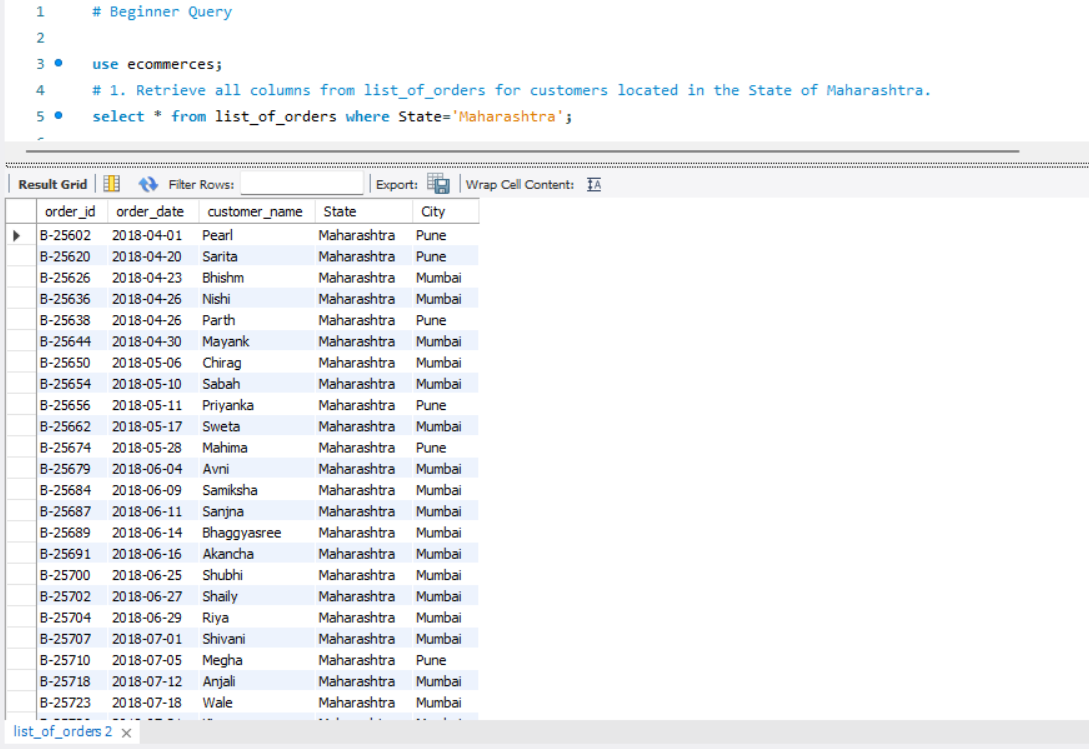 1 # Beginner Query
2
3 use ecommerces;
4 # 1. Retrieve all columns from list_of_orders for customers located in the State of Maharashtra.
5 select * from list_of_orders where State='Maharashtra';
Result Grid Filter Rows: Export: Wrap Cell Content: IA
order_id order_date customer_name State City
B-25602 2018-04-01 Pearl Maharashtra Pune
B-25620 2018-04-20 Sarita Maharashtra Pune
B-25626 2018-04-23 Bhishm Maharashtra Mumbai
B-25636 2018-04-26 Nishi Maharashtra Mumbai
B-25638 2018-04-26 Parth Maharashtra Pune
B-25644 2018-04-30 Mayank Maharashtra Mumbai
B-25650 2018-05-06 Chirag Maharashtra Mumbai
B-25654 2018-05-10 Sabah Maharashtra Mumbai
B-25656 2018-05-11 Priyanka Maharashtra Pune
B-25662 2018-05-17 Sweta Maharashtra Mumbai
B-25674 2018-05-28 Mahima Maharashtra Pune
B-25679 2018-06-04 Avni Maharashtra Mumbai
B-25684 2018-06-09 Samiksha Maharashtra Mumbai
B-25687 2018-06-11 Sanjna Maharashtra Mumbai
B-25689 2018-06-14 Bhaggyasree Maharashtra Mumbai
B-25691 2018-06-16 Akancha Maharashtra Mumbai
B-25700 2018-06-25 Shubhi Maharashtra Mumbai
B-25702 2018-06-27 Shaily Maharashtra Mumbai
B-25704 2018-06-29 Riya Maharashtra Mumbai
B-25707 2018-07-01 Shivani Maharashtra Mumbai
B-25710 2018-07-05 Megha Maharashtra Pune
B-25718 2018-07-12 Anjali Maharashtra Mumbai
B-25723 2018-07-18 Wale Maharashtra Mumbai
list_of_orders 2